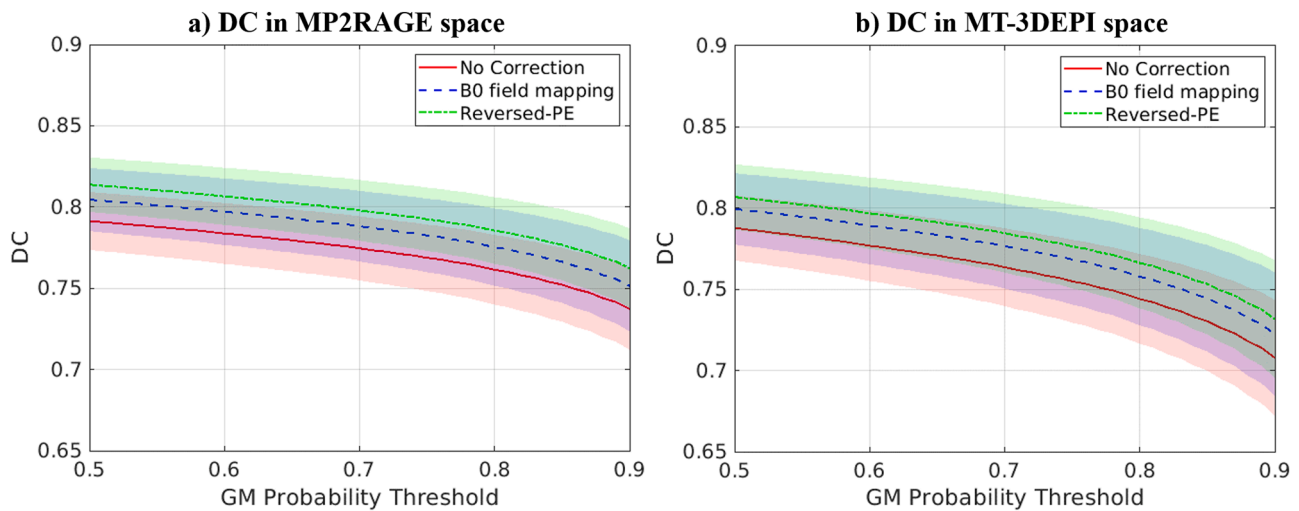 a) DC in MP2RAGE space
0.9
0.85
0.8
0.75
0.7
0.65
DC
No Correction
B0 field mapping
Reversed-PE
0.5 0.6 0.7 0.8 0.9
GM Probability Threshold
b) DC in MT-3DEPI space
0.9
0.85
0.8
0.75
0.7
0.65
DC
No Correction
B0 field mapping
Reversed-PE
0.5 0.6 0.7 0.8 0.9
GM Probability Threshold